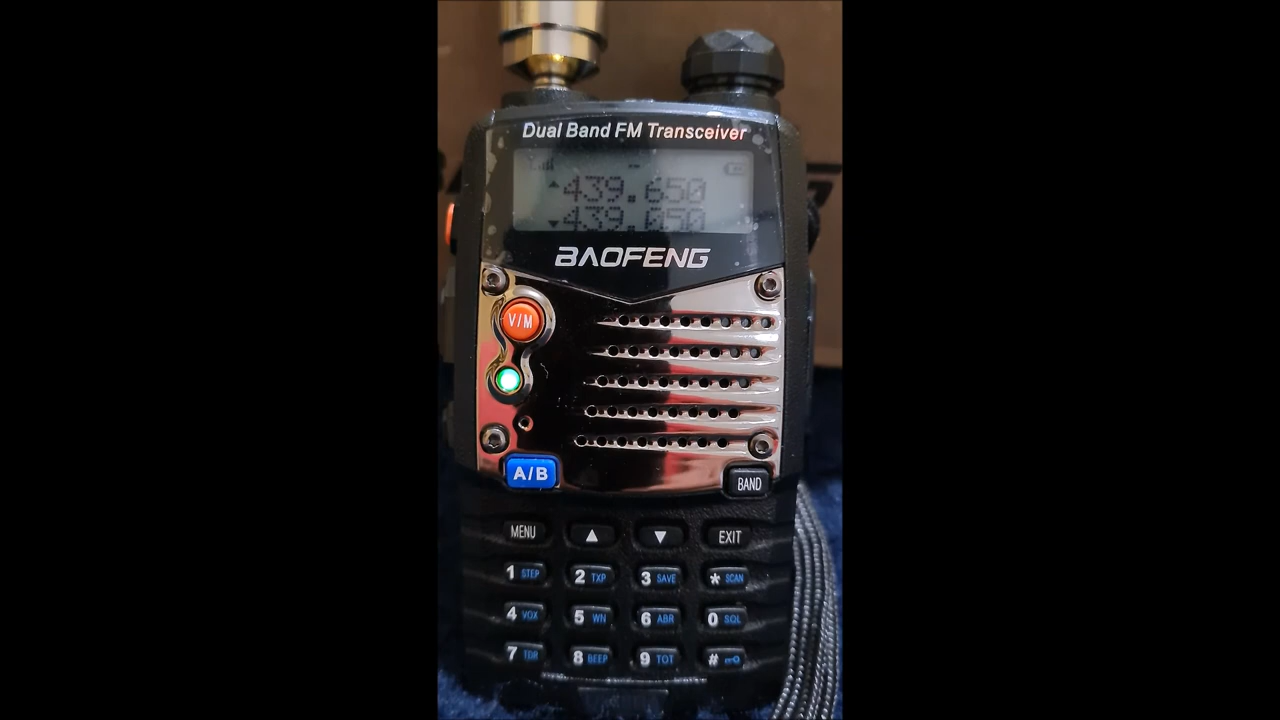 Dual Band FM Transceiver
439.650
439.050
BAOFENG
V/M
A/B
BAND
MENU ▲ ▼ EXIT
1 STEP 2 TXP 3 SAVE * SCAN
4 VOX 5 WN 6 ABR 0 SQL
7 TDR 8 BEEP 9 TOT #